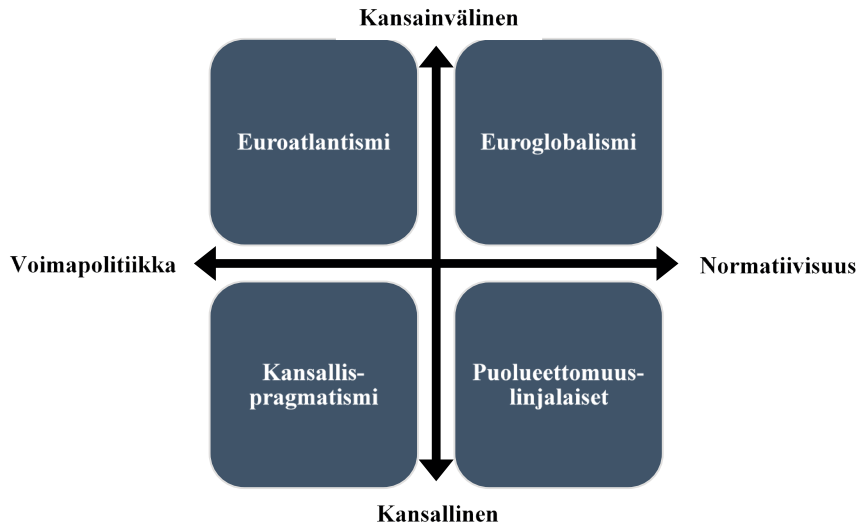 Kansainvälinen
Euroatlantismi
Euroglobalismi
Voimapolitiikka
Normatiivisuus
Kansallis-
pragmatismi
Puolueettomuus-
linjalaiset
Kansallinen